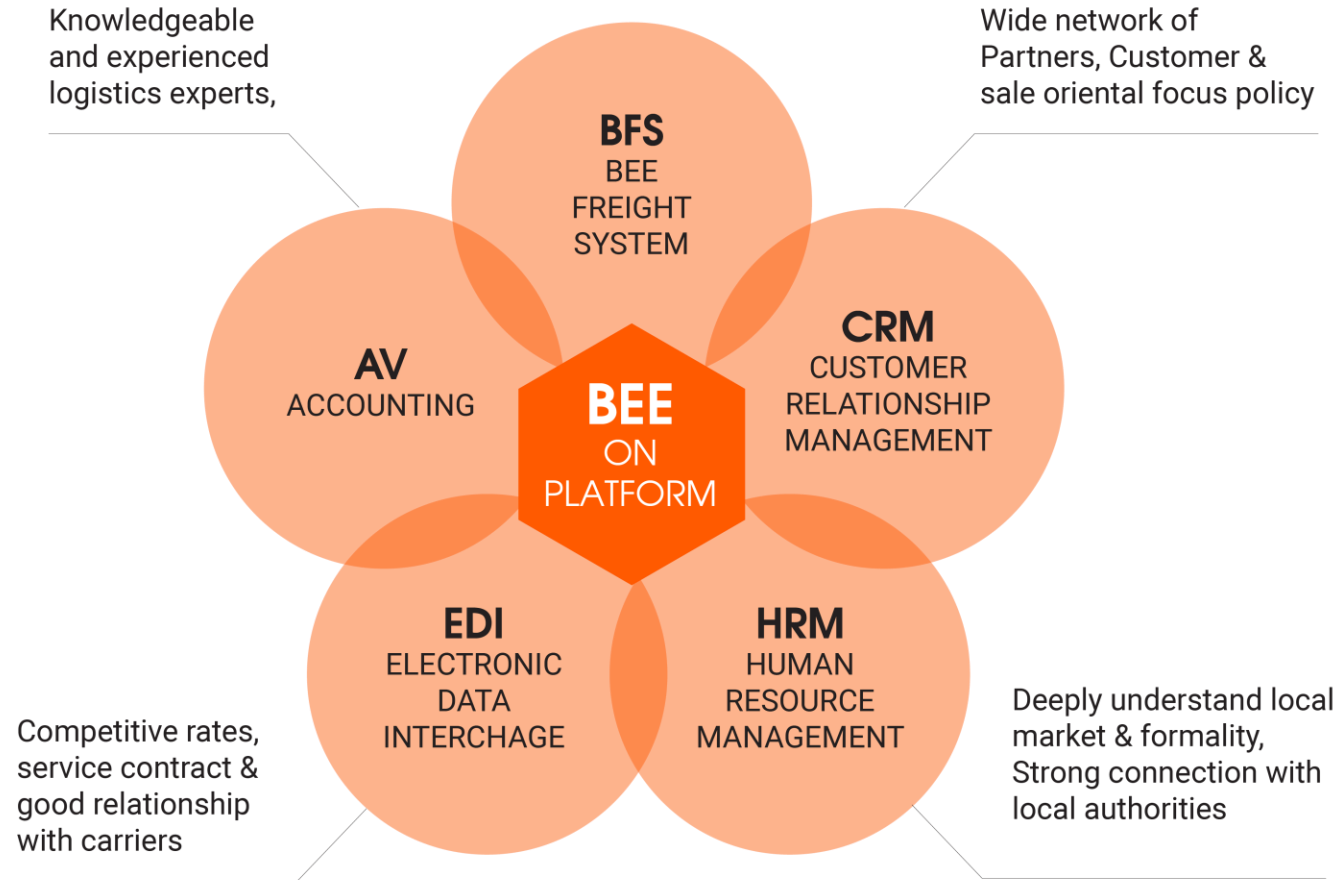 Knowledgeable
and experienced
logistics experts,
Wide network of
Partners, Customer &
sale oriental focus policy
BFS
BEE
FREIGHT
SYSTEM
AV
ACCOUNTING
CRM
CUSTOMER
RELATIONSHIP
MANAGEMENT
BEE
ON
PLATFORM
EDI
ELECTRONIC
DATA
INTERCHAGE
HRM
HUMAN
RESOURCE
MANAGEMENT
Competitive rates,
service contract &
good relationship
with carriers
Deeply understand local
market & formality,
Strong connection with
local authorities